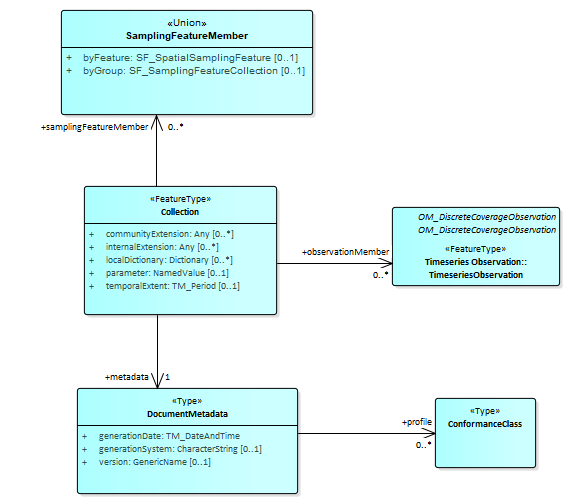 «Union»
SamplingFeatureMember
+ byFeature: SF_SpatialSamplingFeature [0..1]
+ byGroup: SF_SamplingFeatureCollection [0..1]
+samplingFeatureMember 0..*
«FeatureType»
Collection
+ communityExtension: Any [0..*]
+ internalExtension: Any [0..*]
+ localDictionary: Dictionary [0..*]
+ parameter: NamedValue [0..1]
+ temporalExtent: TM_Period [0..1]
+observationMember
0..*
OM_DiscreteCoverageObservation
OM_DiscreteCoverageObservation
«FeatureType»
Timeseries Observation::
TimeseriesObservation
+metadata 1
«Type»
DocumentMetadata
+ generationDate: TM_DateAndTime
+ generationSystem: CharacterString [0..1]
+ version: GenericName [0..1]
+profile
0..*
«Type»
ConformanceClass